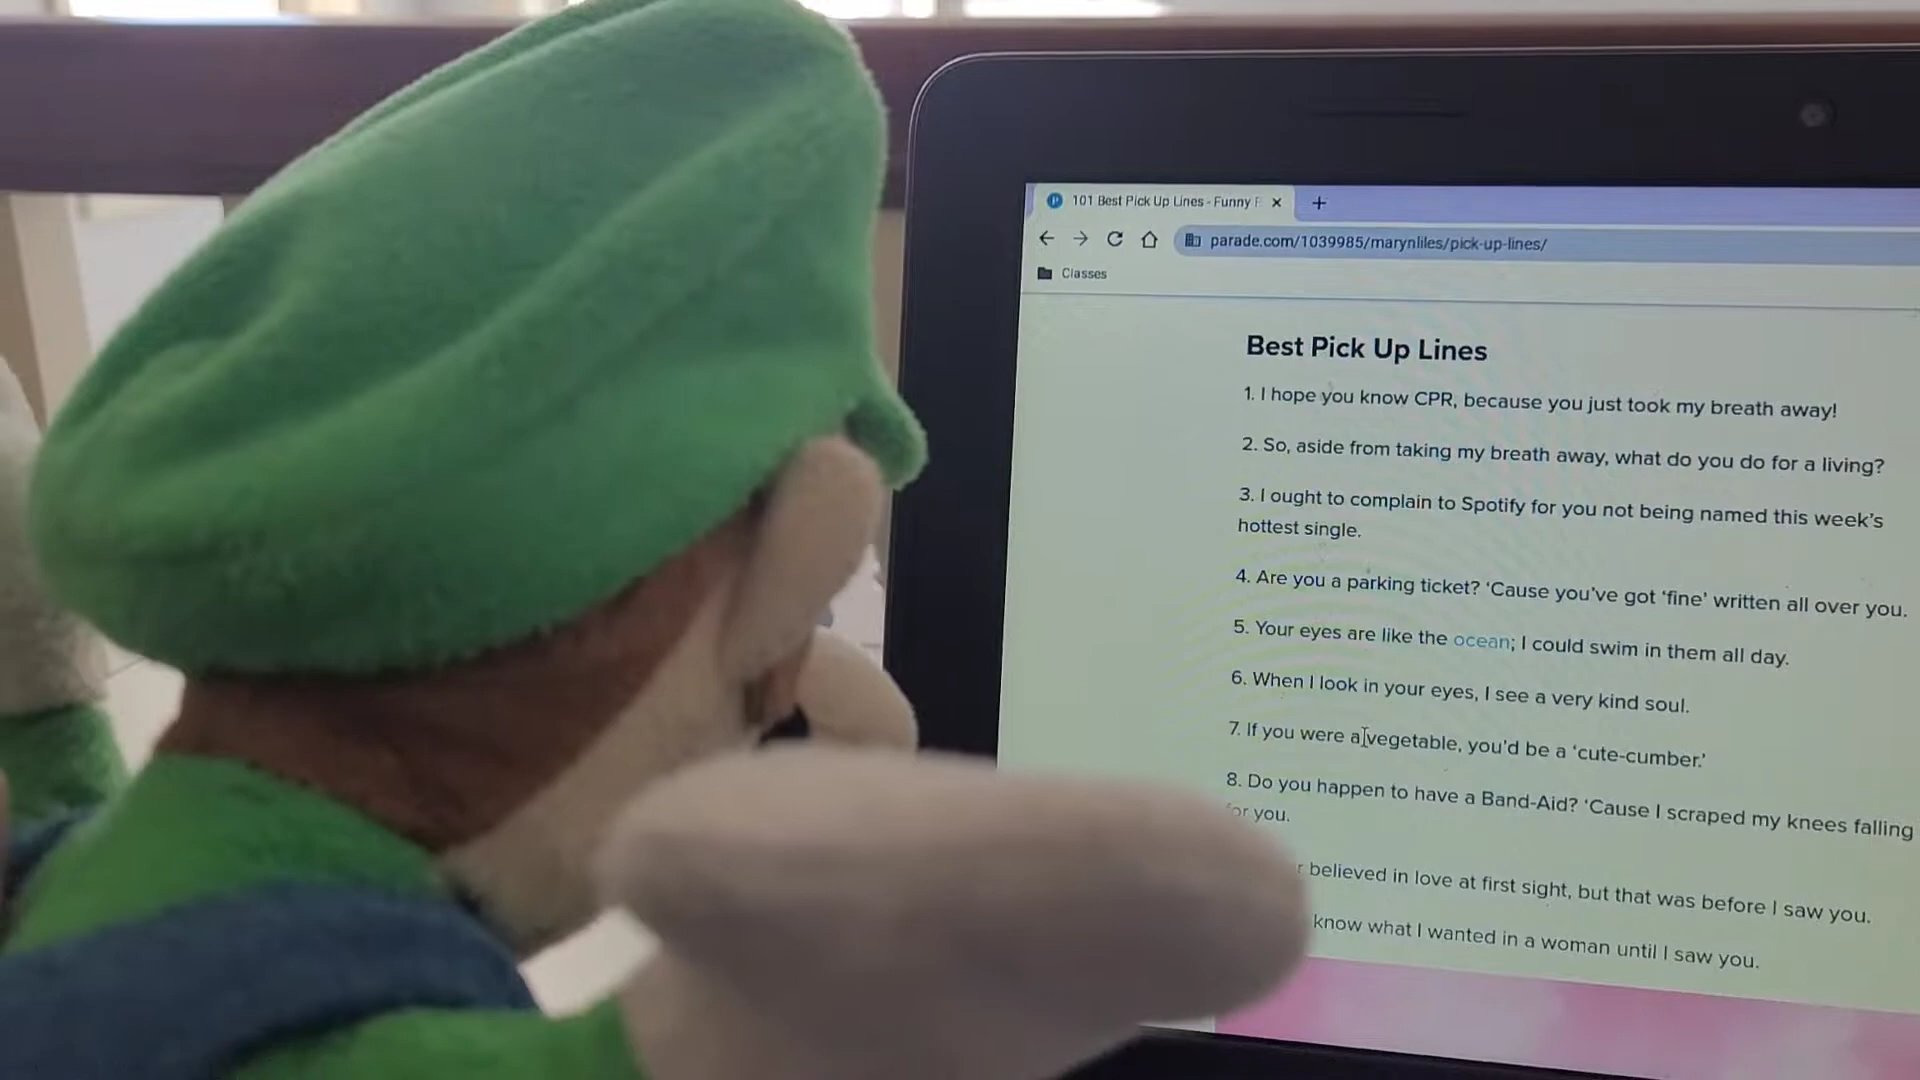 101 Best Pick Up Lines - Funny
parade.com/1039985/marynliles/pick-up-lines/
Classes
Best Pick Up Lines
1. I hope you know CPR, because you just took my breath away!
2. So, aside from taking my breath away, what do you do for a living?
3. I ought to complain to Spotify for you not being named this week's
hottest single.
4. Are you a parking ticket? 'Cause you've got 'fine' written all over you.
5. Your eyes are like the ocean; I could swim in them all day.
6. When I look in your eyes, I see a very kind soul.
7. If you were a vegetable, you'd be a 'cute-cumber.'
8. Do you happen to have a Band-Aid? 'Cause I scraped my knees falling
for you.
believed in love at first sight, but that was before I saw you.
know what I wanted in a woman until I saw you.